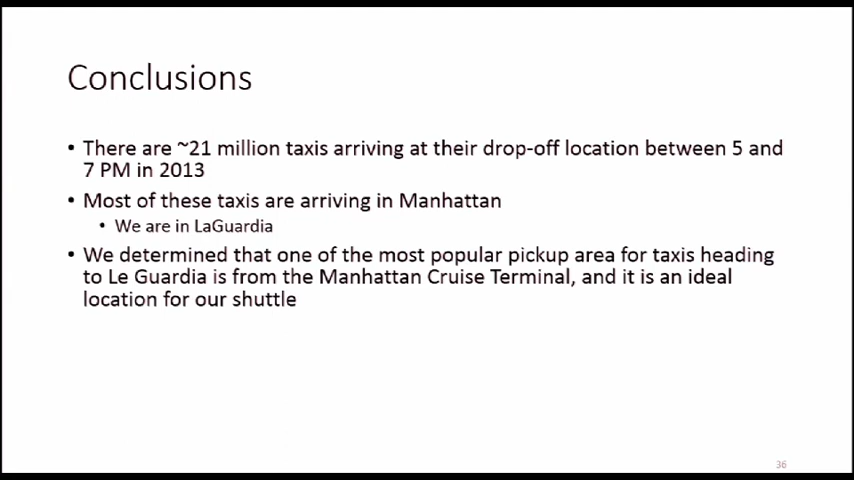 Conclusions
• There are ~21 million taxis arriving at their drop-off location between 5 and
7 PM in 2013
• Most of these taxis are arriving in Manhattan
• We are in LaGuardia
• We determined that one of the most popular pickup area for taxis heading
to Le Guardia is from the Manhattan Cruise Terminal, and it is an ideal
location for our shuttle
36